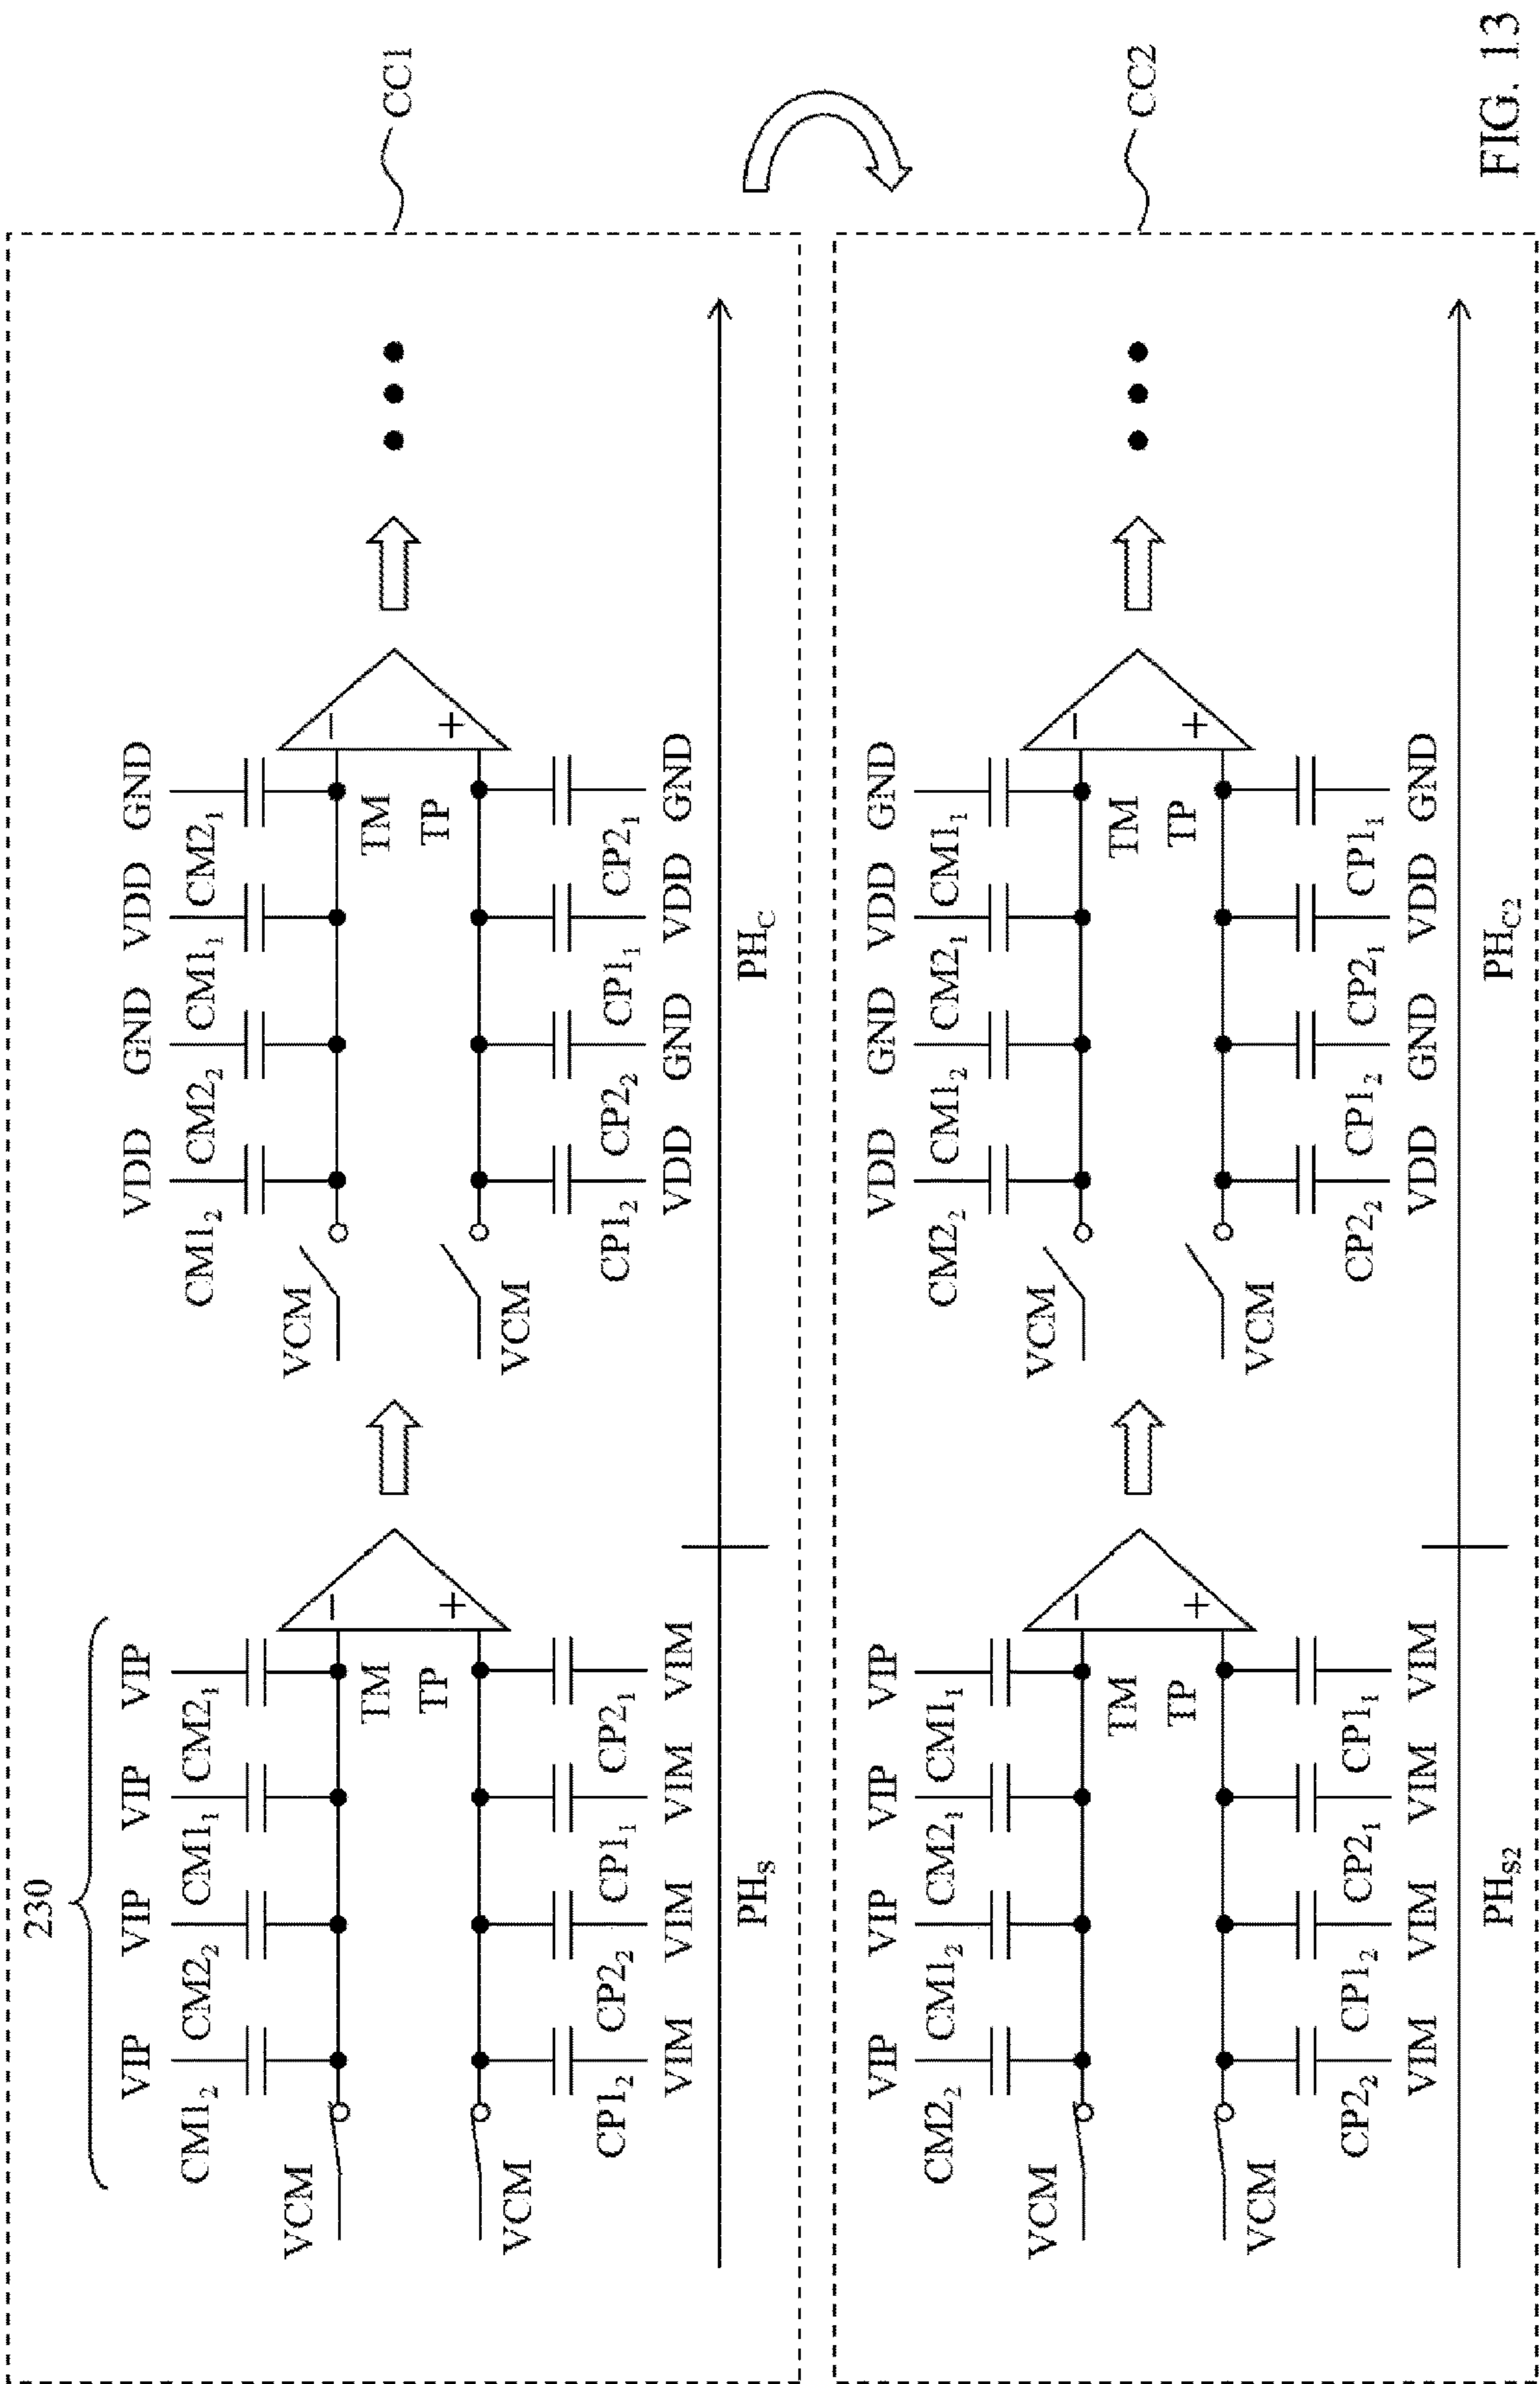 230
VIP VIP VIP VIP
CM1₂ CM2₂ CM1₁ CM2₁
VCM
TM
TP
VCM
CP1₂ CP2₂ CP1₁ CP2₁
VIM VIM VIM VIM
PH_S
VDD GND VDD GND
CM1₂ CM2₂ CM1₁ CM2₁
VCM
TM
TP
VCM
CP1₂ CP2₂ CP1₁ CP2₁
VDD GND VDD GND
PH_C
CC1
VIP VIP VIP VIP
CM2₂ CM1₂ CM2₁ CM1₁
VCM
TM
TP
VCM
CP2₂ CP1₂ CP2₁ CP1₁
VIM VIM VIM VIM
PH_S2
VDD GND VDD GND
CM2₂ CM1₂ CM2₁ CM1₁
VCM
TM
TP
VCM
CP2₂ CP1₂ CP2₁ CP1₁
VDD GND VDD GND
PH_C2
CC2
FIG. 13